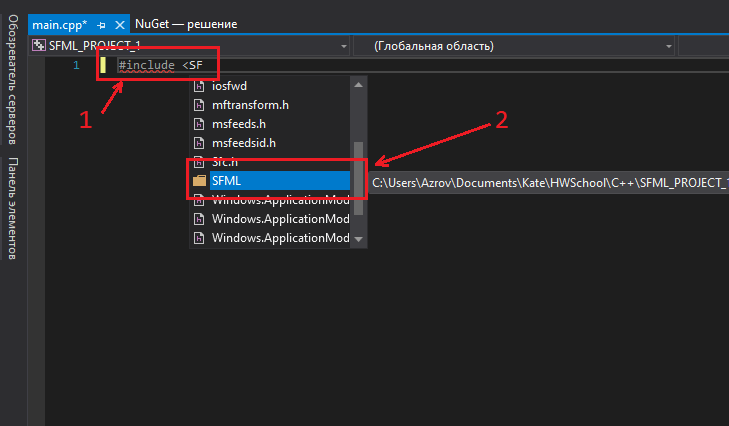 Обозреватель серверов
Панель элементов
main.cpp*
NuGet — решение
SFML_PROJECT_1
(Глобальная область)
1 #include <SF
1
2
iosfwd
mftransform.h
msfeeds.h
msfeedsid.h
Sfc.h
SFML
C:\Users\Azrov\Documents\Kate\HWSchool\C++\SFML_PROJECT_1
Windows.ApplicationMod
Windows.ApplicationMod
Windows.ApplicationMod